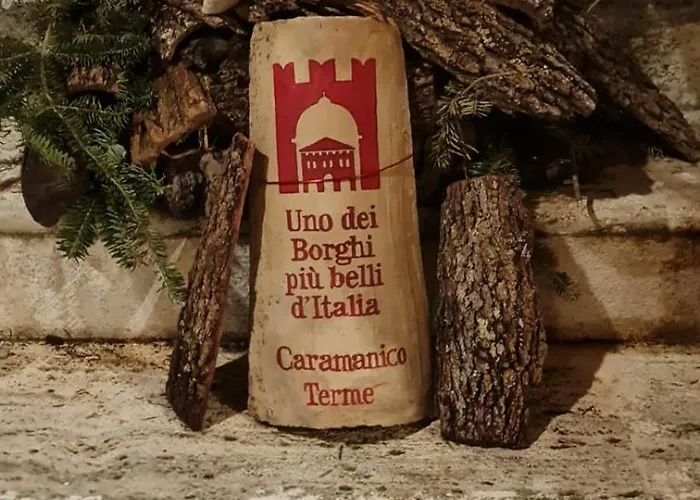 Uno dei
Borghi
più belli
d'Italia
Caramanico
Terme